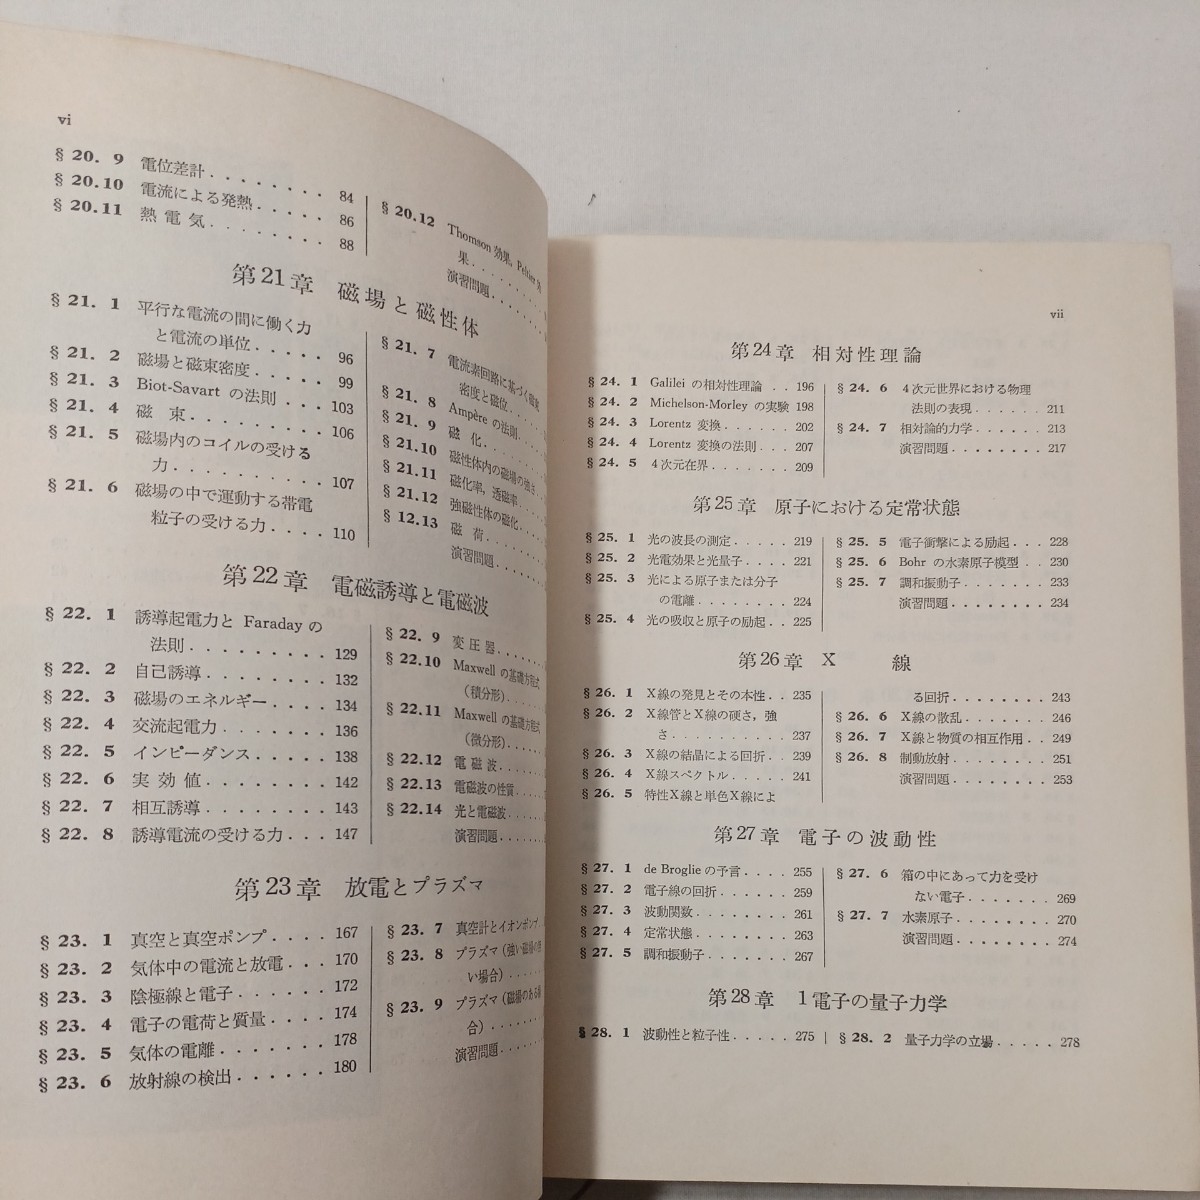 vi
§ 20. 9 電位差計 . . . . . . . . 84
§ 20.10 電流による発熱 . . . . . 86
§ 20.11 熱 電 気 . . . . . . . . 88
§ 20.12 Thomson 効果, Peltier 効
果 . . . . . . . . .
演習問題 . . . . . . .
第21章 磁場と磁性体
§ 21. 1 平行な電流の間に働く力
と電流の単位 . . . . . 96
§ 21. 2 磁場と磁束密度 . . . . . 99
§ 21. 3 Biot-Savart の法則 . . . 103
§ 21. 4 磁 束 . . . . . . . . . 106
§ 21. 5 磁場内のコイルの受ける
力 . . . . . . . . . 107
§ 21. 6 磁場の中で運動する帯電
粒子の受ける力 . . . . 110
§ 21. 7 電流素回路に基づく磁束
密度と磁位 . . . .
§ 21. 8 Ampère の法則 . . . .
§ 21. 9 磁 化 . . . . . . .
§ 21.10 磁性体内の磁場の強さ . .
§ 21.11 磁化率, 透磁率 . . . .
§ 21.12 強磁性体の磁化 . . . .
§ 12.13 磁 荷 . . . . . . .
演習問題 . . . . . .
第22章 電磁誘導と電磁波
§ 22. 1 誘導起電力と Faraday の
法則 . . . . . . . . . 129
§ 22. 2 自己誘導 . . . . . . . . 132
§ 22. 3 磁場のエネルギー . . . . 134
§ 22. 4 交流起電力 . . . . . . . 136
§ 22. 5 インピーダンス . . . . . 138
§ 22. 6 実 効 値 . . . . . . . . 142
§ 22. 7 相互誘導 . . . . . . . . 143
§ 22. 8 誘導電流の受ける力 . . . 147
§ 22. 9 変 圧 器 . . . . . .
§ 22.10 Maxwell の基礎方程式
(積分形) . . . . .
§ 22.11 Maxwell の基礎方程式
(微分形) . . . . .
§ 22.12 電 磁 波 . . . . . .
§ 22.13 電磁波の性質 . . . . .
§ 22.14 光と電磁波 . . . . .
演習問題 . . . . . . .
第23章 放電とプラズマ
§ 23. 1 真空と真空ポンプ . . . . 167
§ 23. 2 気体中の電流と放電 . . . 170
§ 23. 3 陰極線と電子 . . . . . . 172
§ 23. 4 電子の電荷と質量 . . . . 174
§ 23. 5 気体の電離 . . . . . . . 178
§ 23. 6 放射線の検出 . . . . . . 180
§ 23. 7 真空計とイオンポンプ
§ 23. 8 プラズマ (強い磁場の
い場合) . . . . . .
§ 23. 9 プラズマ (磁場のある場
合) . . . . . . .
演習問題 . . . . . .
vii
第24章 相対性理論
§ 24. 1 Galilei の相対性理論 . . 196
§ 24. 2 Michelson-Morley の実験 198
§ 24. 3 Lorentz 変換 . . . . . . 202
§ 24. 4 Lorentz 変換の法則 . . . 207
§ 24. 5 4次元在界 . . . . . . . 209
§ 24. 6 4次元世界における物理
法則の表現 . . . . . . 211
§ 24. 7 相対論的力学 . . . . . . 213
演習問題 . . . . . . . . 217
第25章 原子における定常状態
§ 25. 1 光の波長の測定 . . . . . 219
§ 25. 2 光電効果と光量子 . . . . 221
§ 25. 3 光による原子または分子
の電離 . . . . . . . . 224
§ 25. 4 光の吸収と原子の励起 . . 225
§ 25. 5 電子衝撃による励起 . . . 228
§ 25. 6 Bohr の水素原子模型 . . 230
§ 25. 7 調和振動子 . . . . . . . 233
演習問題 . . . . . . . . 234
第26章 X 線
§ 26. 1 X線の発見とその本性 . . 235
§ 26. 2 X線管とX線の硬さ, 強
さ . . . . . . . . . . 237
§ 26. 3 X線の結晶による回折 . . 239
§ 26. 4 X線スペクトル . . . . . 241
§ 26. 5 特性X線と単色X線によ
る回折 . . . . . . . . 243
§ 26. 6 X線の散乱 . . . . . . . 246
§ 26. 7 X線と物質の相互作用 . . 249
§ 26. 8 制動放射 . . . . . . . . 251
演習問題 . . . . . . . . 253
第27章 電子の波動性
§ 27. 1 de Broglie の予言 . . . . 255
§ 27. 2 電子線の回折 . . . . . . 259
§ 27. 3 波動関数 . . . . . . . . 261
§ 27. 4 定常状態 . . . . . . . . 263
§ 27. 5 調和振動子 . . . . . . . 267
§ 27. 6 箱の中にあって力を受け
ない電子 . . . . . . . 269
§ 27. 7 水素原子 . . . . . . . . 270
演習問題 . . . . . . . . 274
第28章 1電子の量子力学
§ 28. 1 波動性と粒子性 . . . . . 275
§ 28. 2 量子力学の立場 . . . . . 278